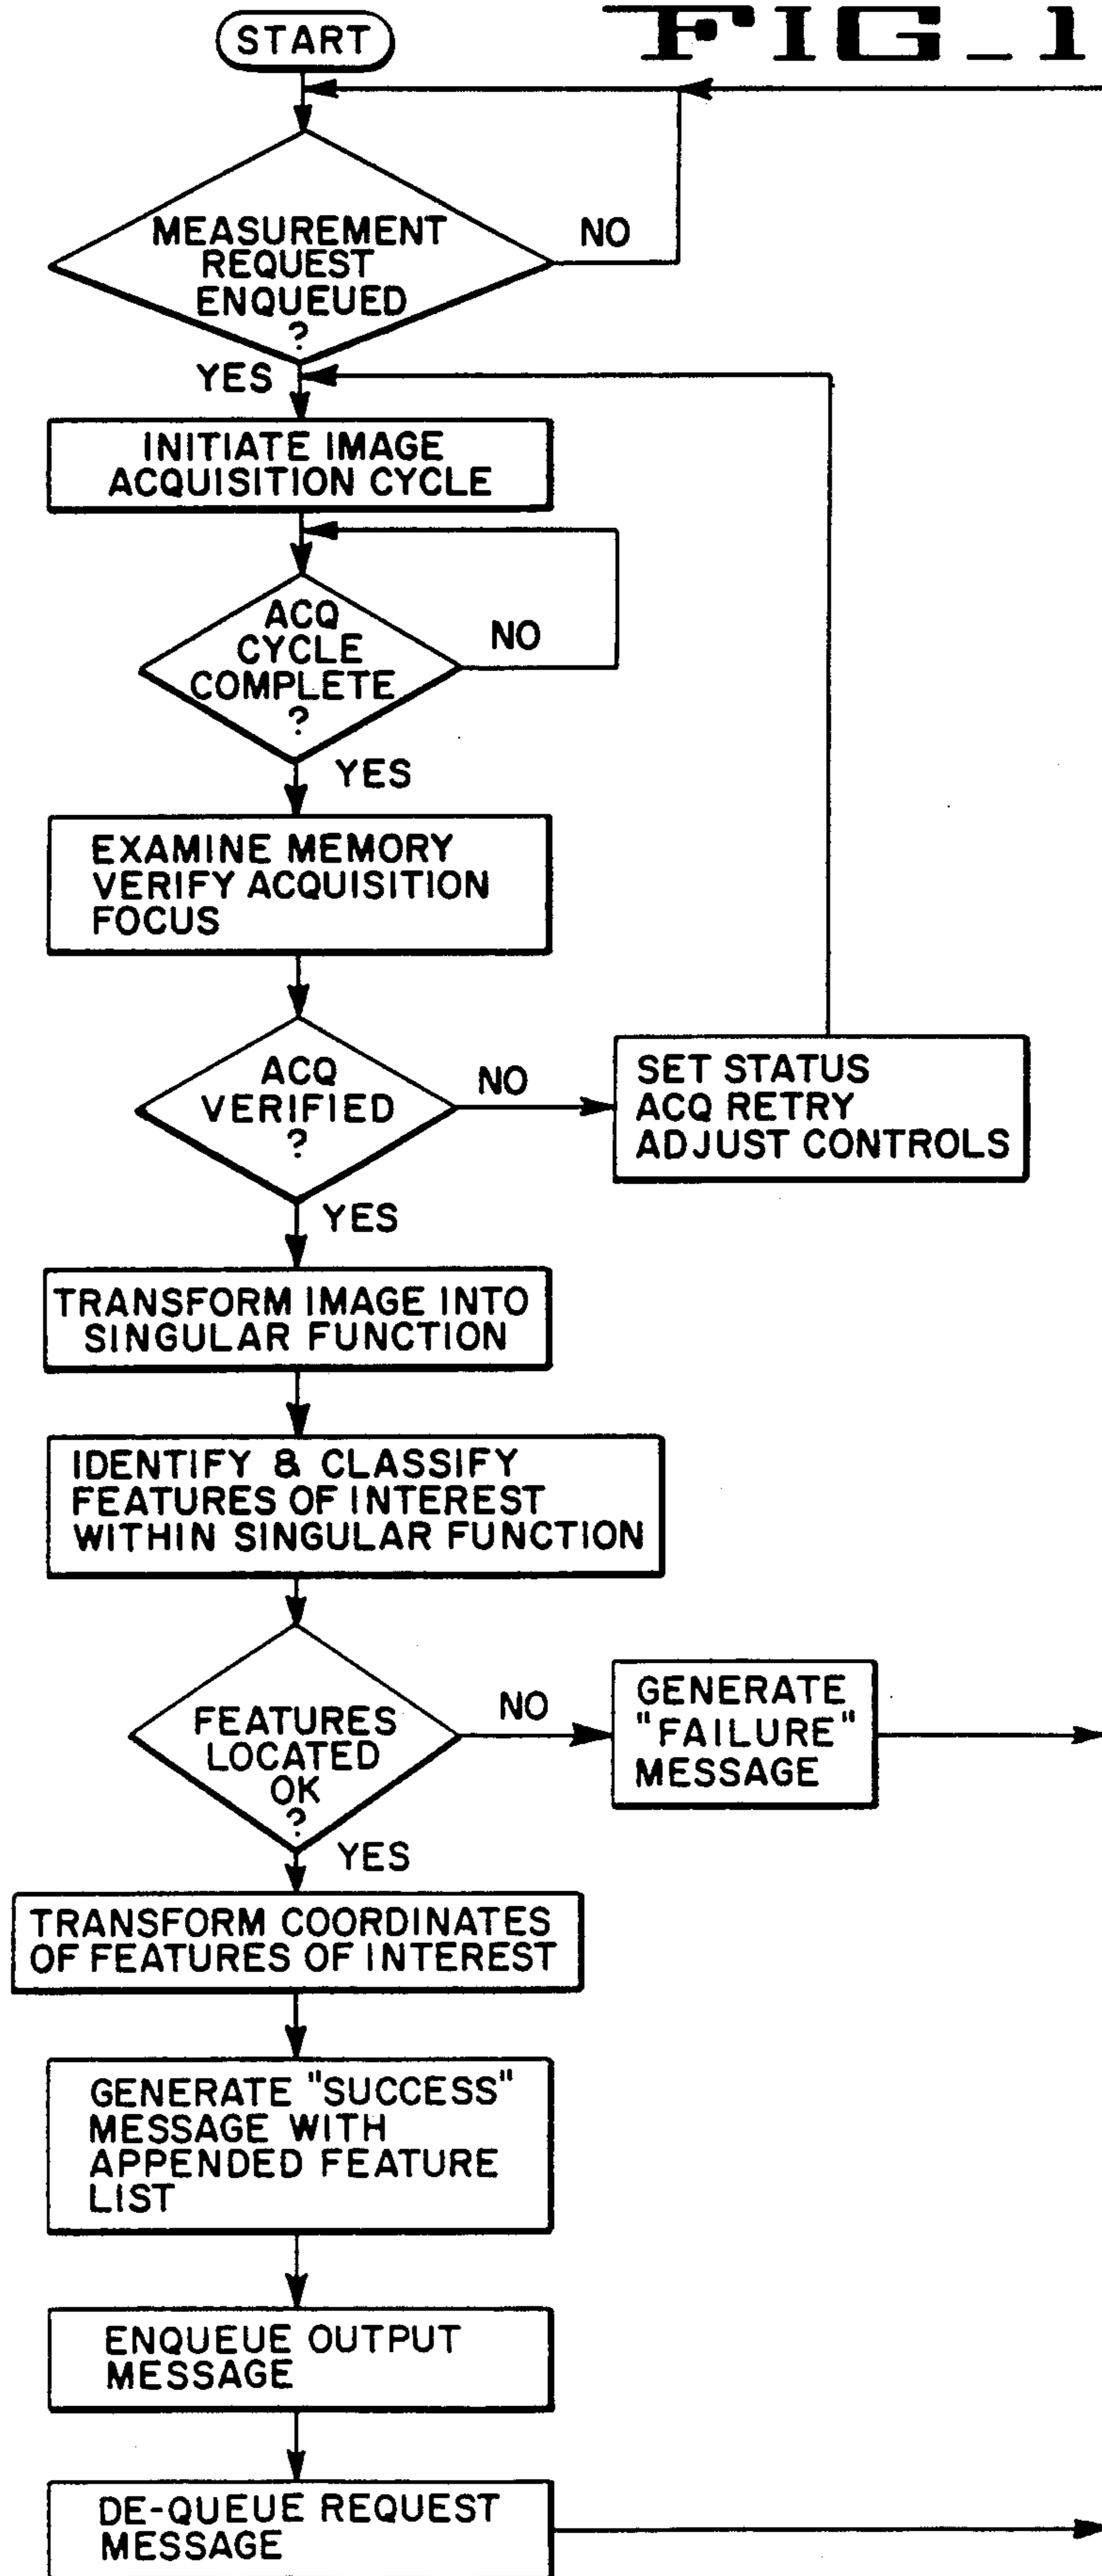 FIG_1
START
MEASUREMENT
REQUEST
ENQUEUED
?
NO
YES
INITIATE IMAGE
ACQUISITION CYCLE
ACQ
CYCLE
COMPLETE
?
NO
YES
EXAMINE MEMORY
VERIFY ACQUISITION
FOCUS
ACQ
VERIFIED
?
NO
SET STATUS
ACQ RETRY
ADJUST CONTROLS
YES
TRANSFORM IMAGE INTO
SINGULAR FUNCTION
IDENTIFY & CLASSIFY
FEATURES OF INTEREST
WITHIN SINGULAR FUNCTION
FEATURES
LOCATED
OK
?
NO
GENERATE
"FAILURE"
MESSAGE
YES
TRANSFORM COORDINATES
OF FEATURES OF INTEREST
GENERATE "SUCCESS"
MESSAGE WITH
APPENDED FEATURE
LIST
ENQUEUE OUTPUT
MESSAGE
DE-QUEUE REQUEST
MESSAGE